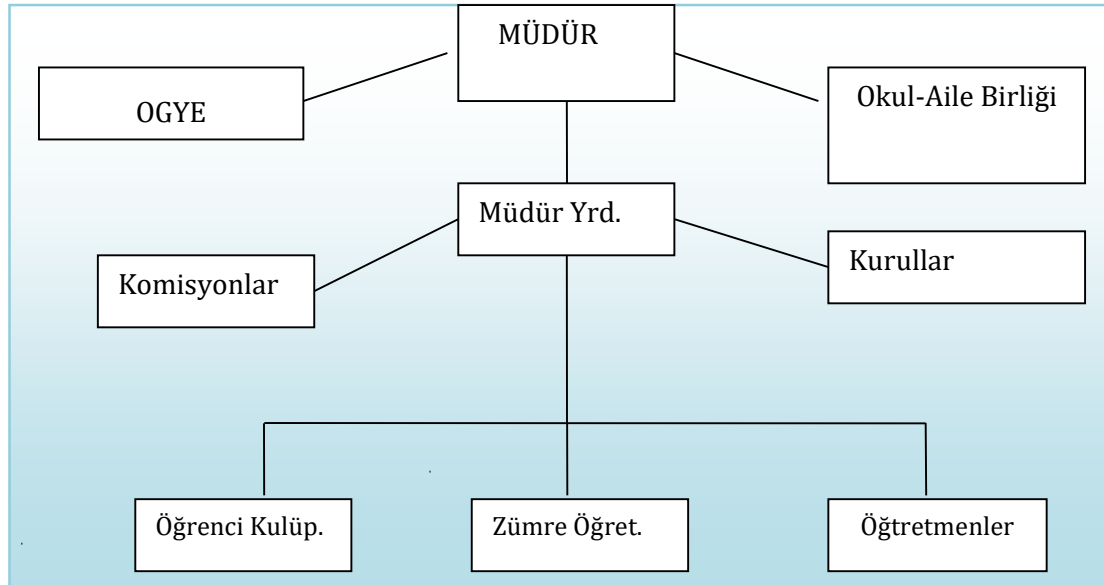 MÜDÜR
OGYE
Okul-Aile Birliği
Müdür Yrd.
Komisyonlar
Kurullar
Öğrenci Kulüp.
Zümre Öğret.
Öğtretmenler